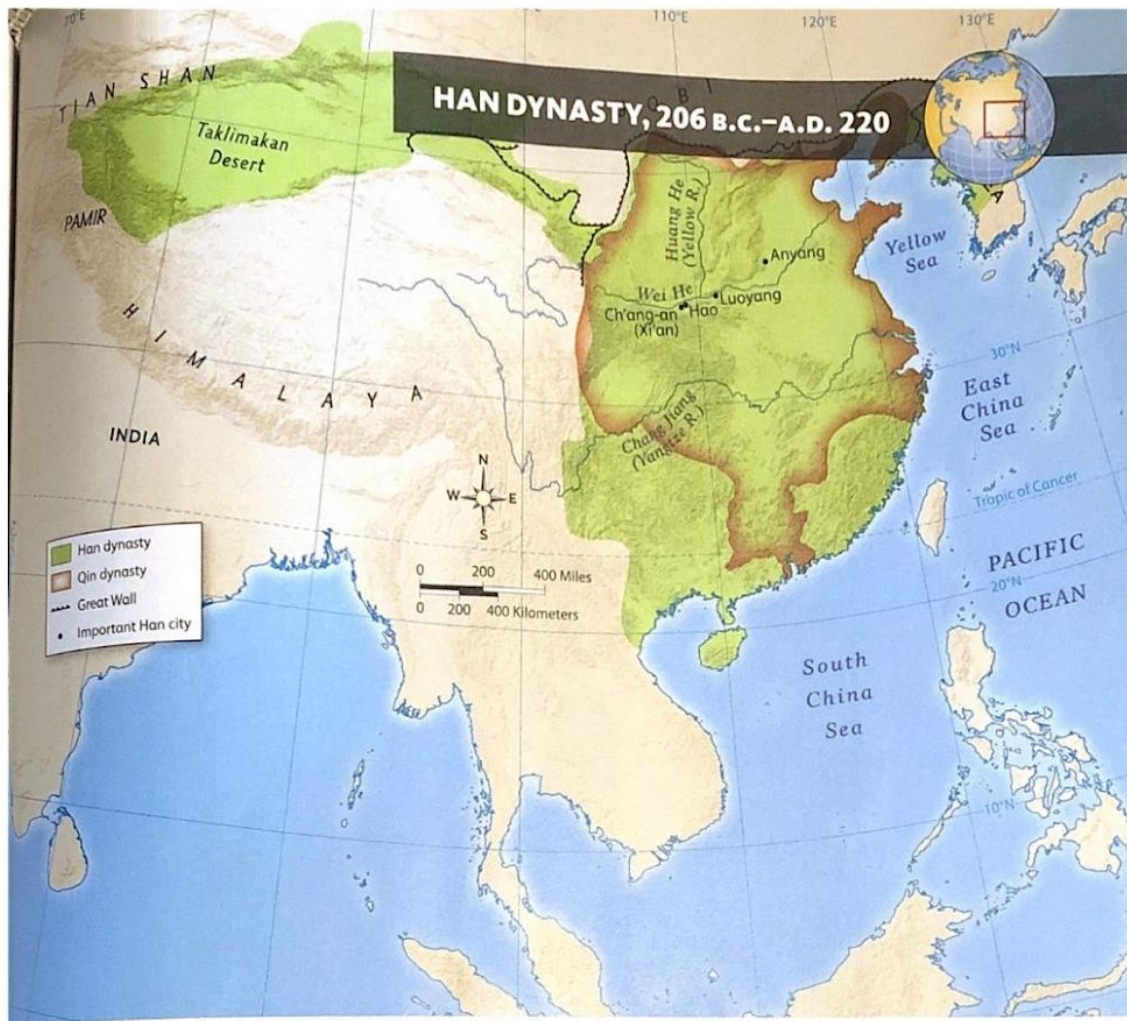 70°E
110°E
120°E
130°E
HAN DYNASTY, 206 B.C.–A.D. 220
TIAN SHAN
Taklimakan
Desert
PAMIR
HIMALAYA
INDIA
Huang He
(Yellow R.)
Anyang
Wei He
Luoyang
Hao
Ch'ang-an
(Xi'an)
Chang Jiang
(Yangtze R.)
Yellow
Sea
30°N
East
China
Sea
Tropic of Cancer
PACIFIC
20°N
OCEAN
South
China
Sea
10°N
N
W E
S
0 200 400 Miles
0 200 400 Kilometers
Han dynasty
Qin dynasty
Great Wall
Important Han city